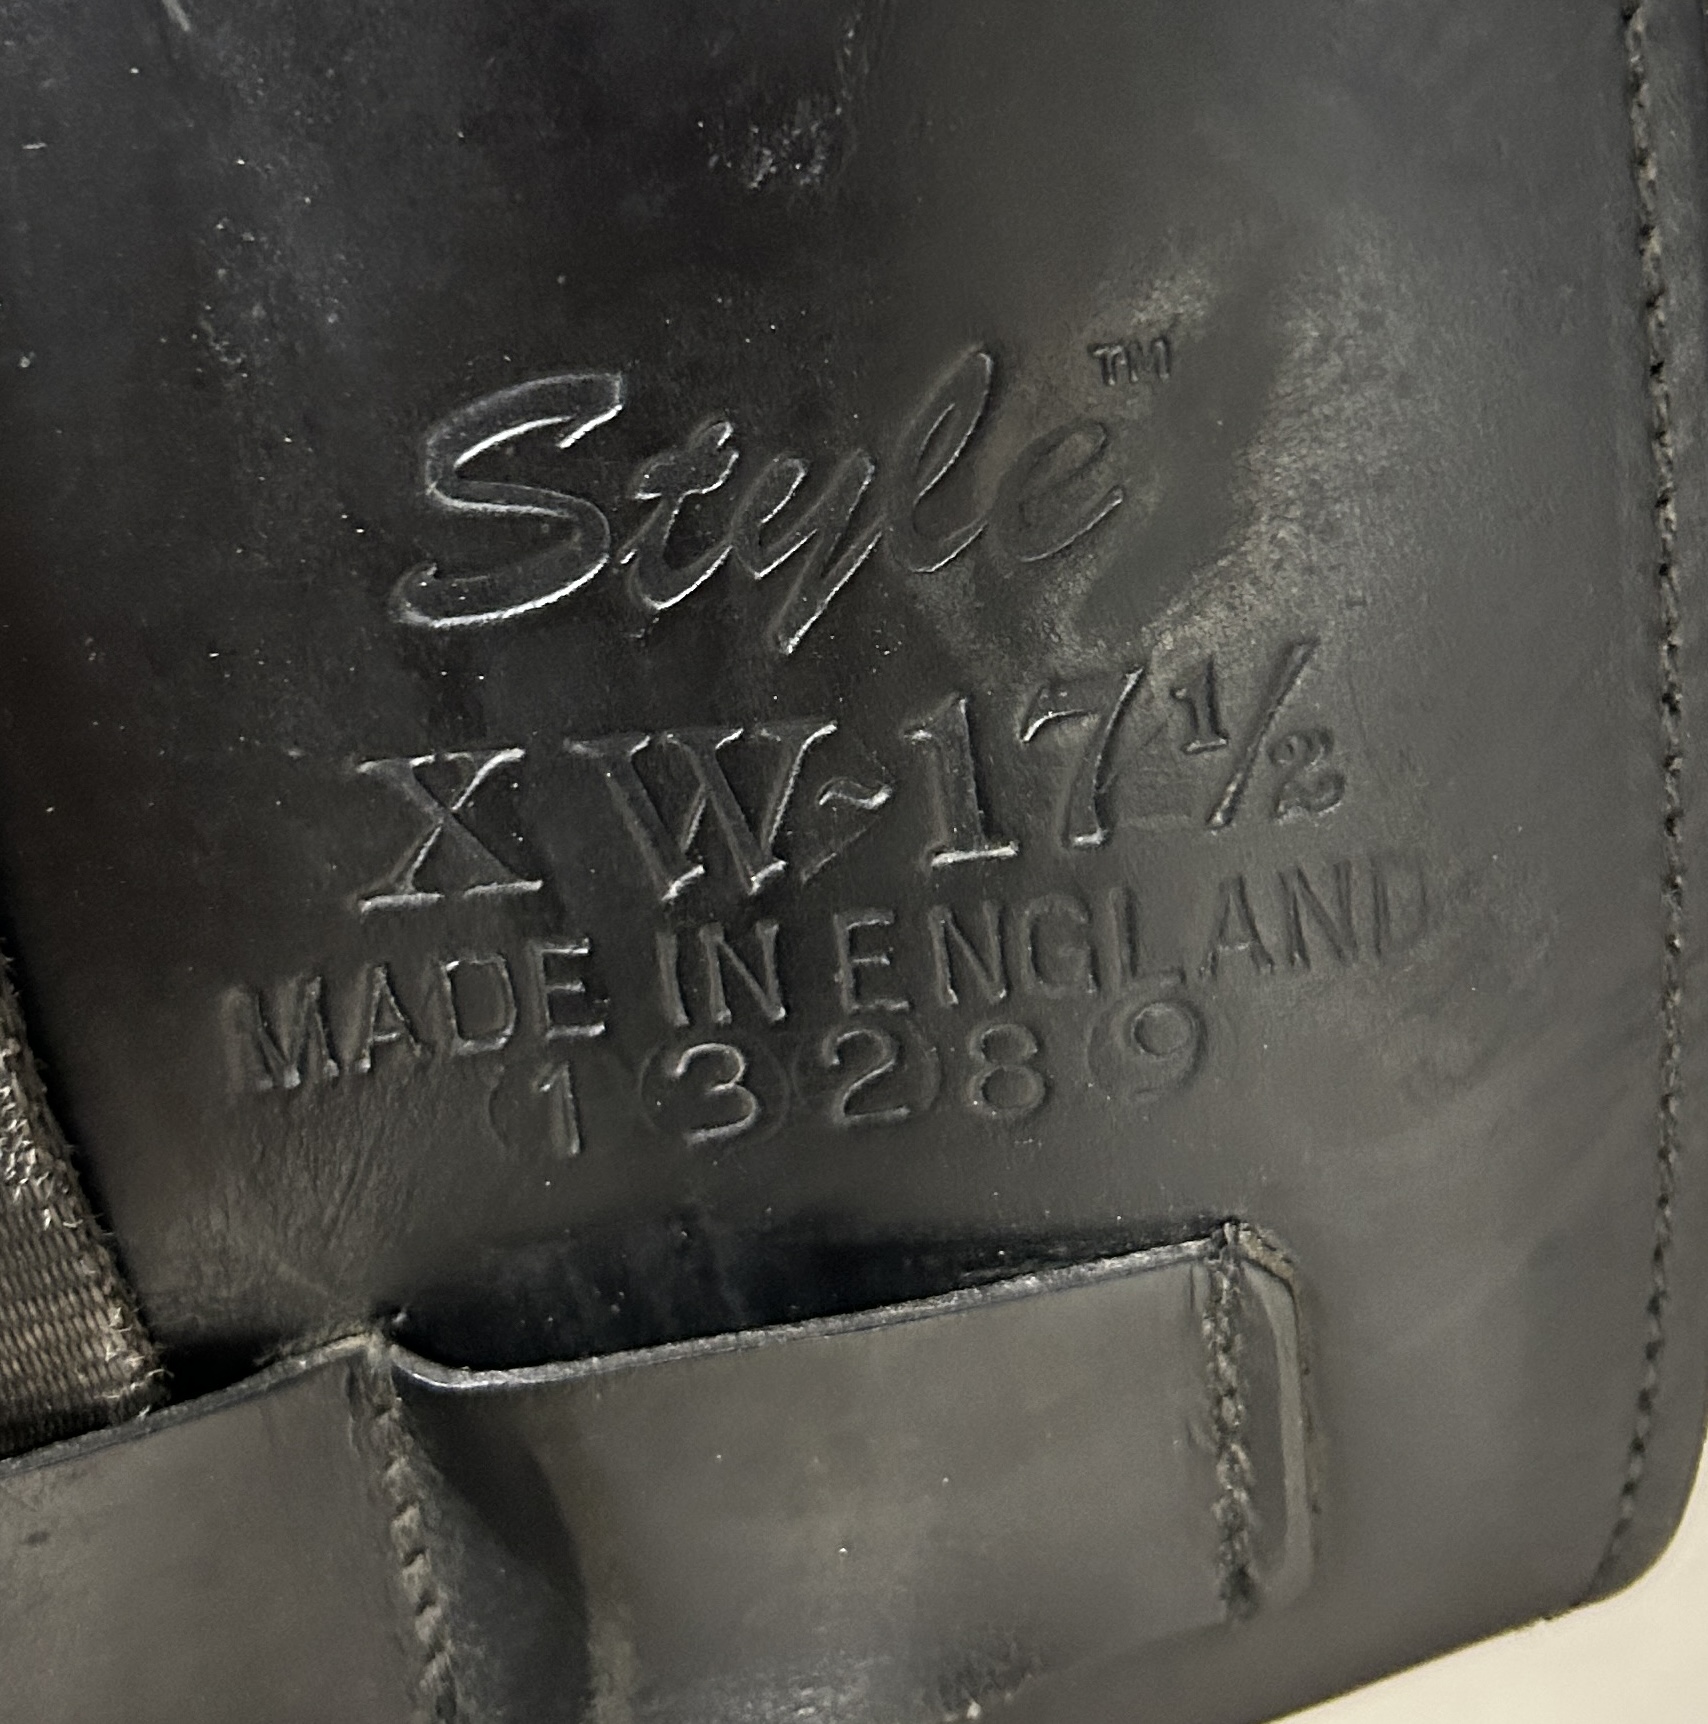 Style™
XW~17½
MADE IN ENGLAND
13289